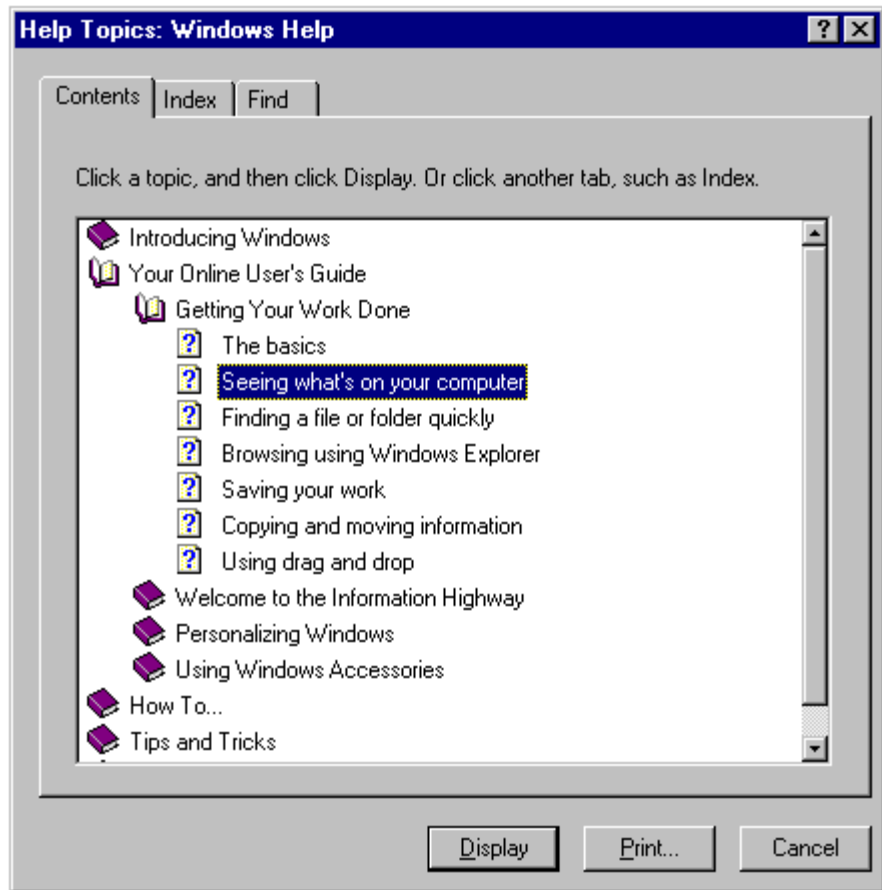 Help Topics: Windows Help
Contents Index Find
Click a topic, and then click Display. Or click another tab, such as Index.
Introducing Windows
Your Online User's Guide
Getting Your Work Done
? The basics
? Seeing what's on your computer
? Finding a file or folder quickly
? Browsing using Windows Explorer
? Saving your work
? Copying and moving information
? Using drag and drop
Welcome to the Information Highway
Personalizing Windows
Using Windows Accessories
How To...
Tips and Tricks
Display Print... Cancel